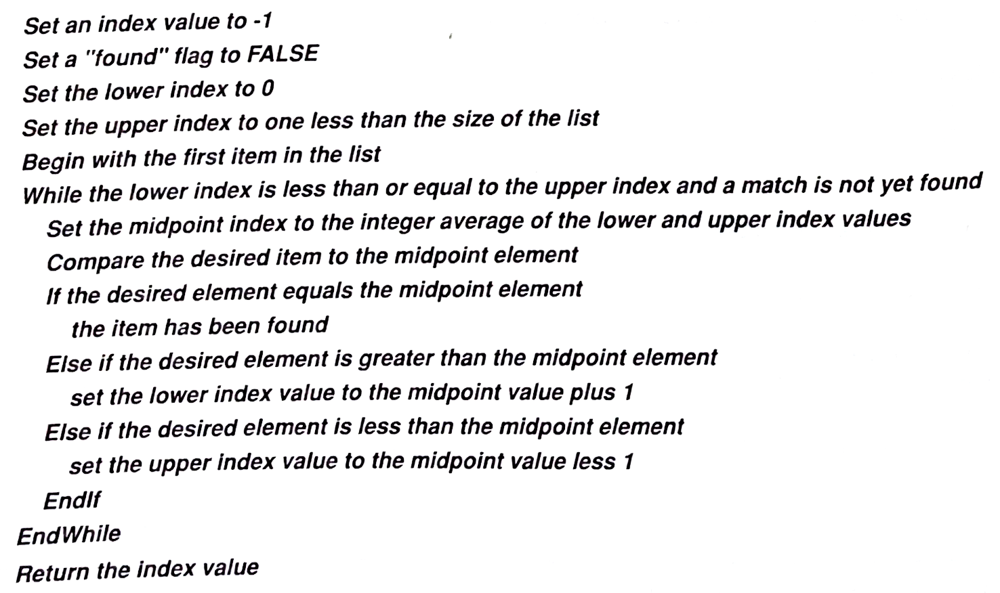 Set an index value to -1
Set a "found" flag to FALSE
Set the lower index to 0
Set the upper index to one less than the size of the list
Begin with the first item in the list
While the lower index is less than or equal to the upper index and a match is not yet found
Set the midpoint index to the integer average of the lower and upper index values
Compare the desired item to the midpoint element
If the desired element equals the midpoint element
the item has been found
Else if the desired element is greater than the midpoint element
set the lower index value to the midpoint value plus 1
Else if the desired element is less than the midpoint element
set the upper index value to the midpoint value less 1
EndIf
EndWhile
Return the index value